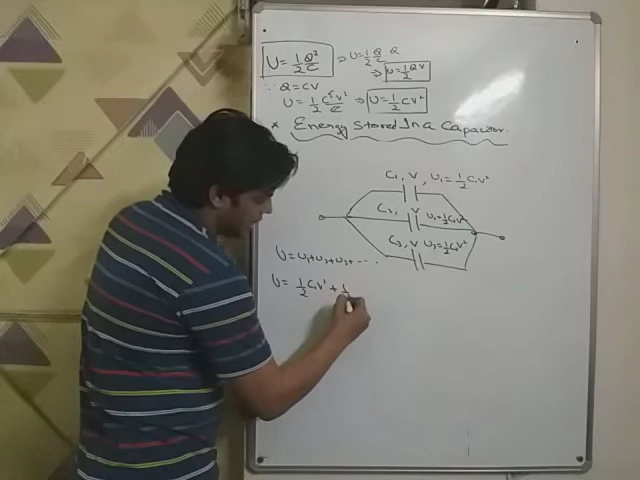 U = 1/2 Q²/C ⇒ U = 1/2 Q/C Q
⇒ U = 1/2 QV
∵ Q = CV
U = 1/2 C²V²/C ⇒ U = 1/2 CV²
* Energy Stored In a Capacitor.
C₁, V, U₁ = 1/2 C₁V²
C₂, V U₂ = 1/2 C₂V²
C₃, V U₃ = 1/2 C₃V²
U = U₁ + U₂ + U₃ + ---.
U = 1/2 C₁V² + 1